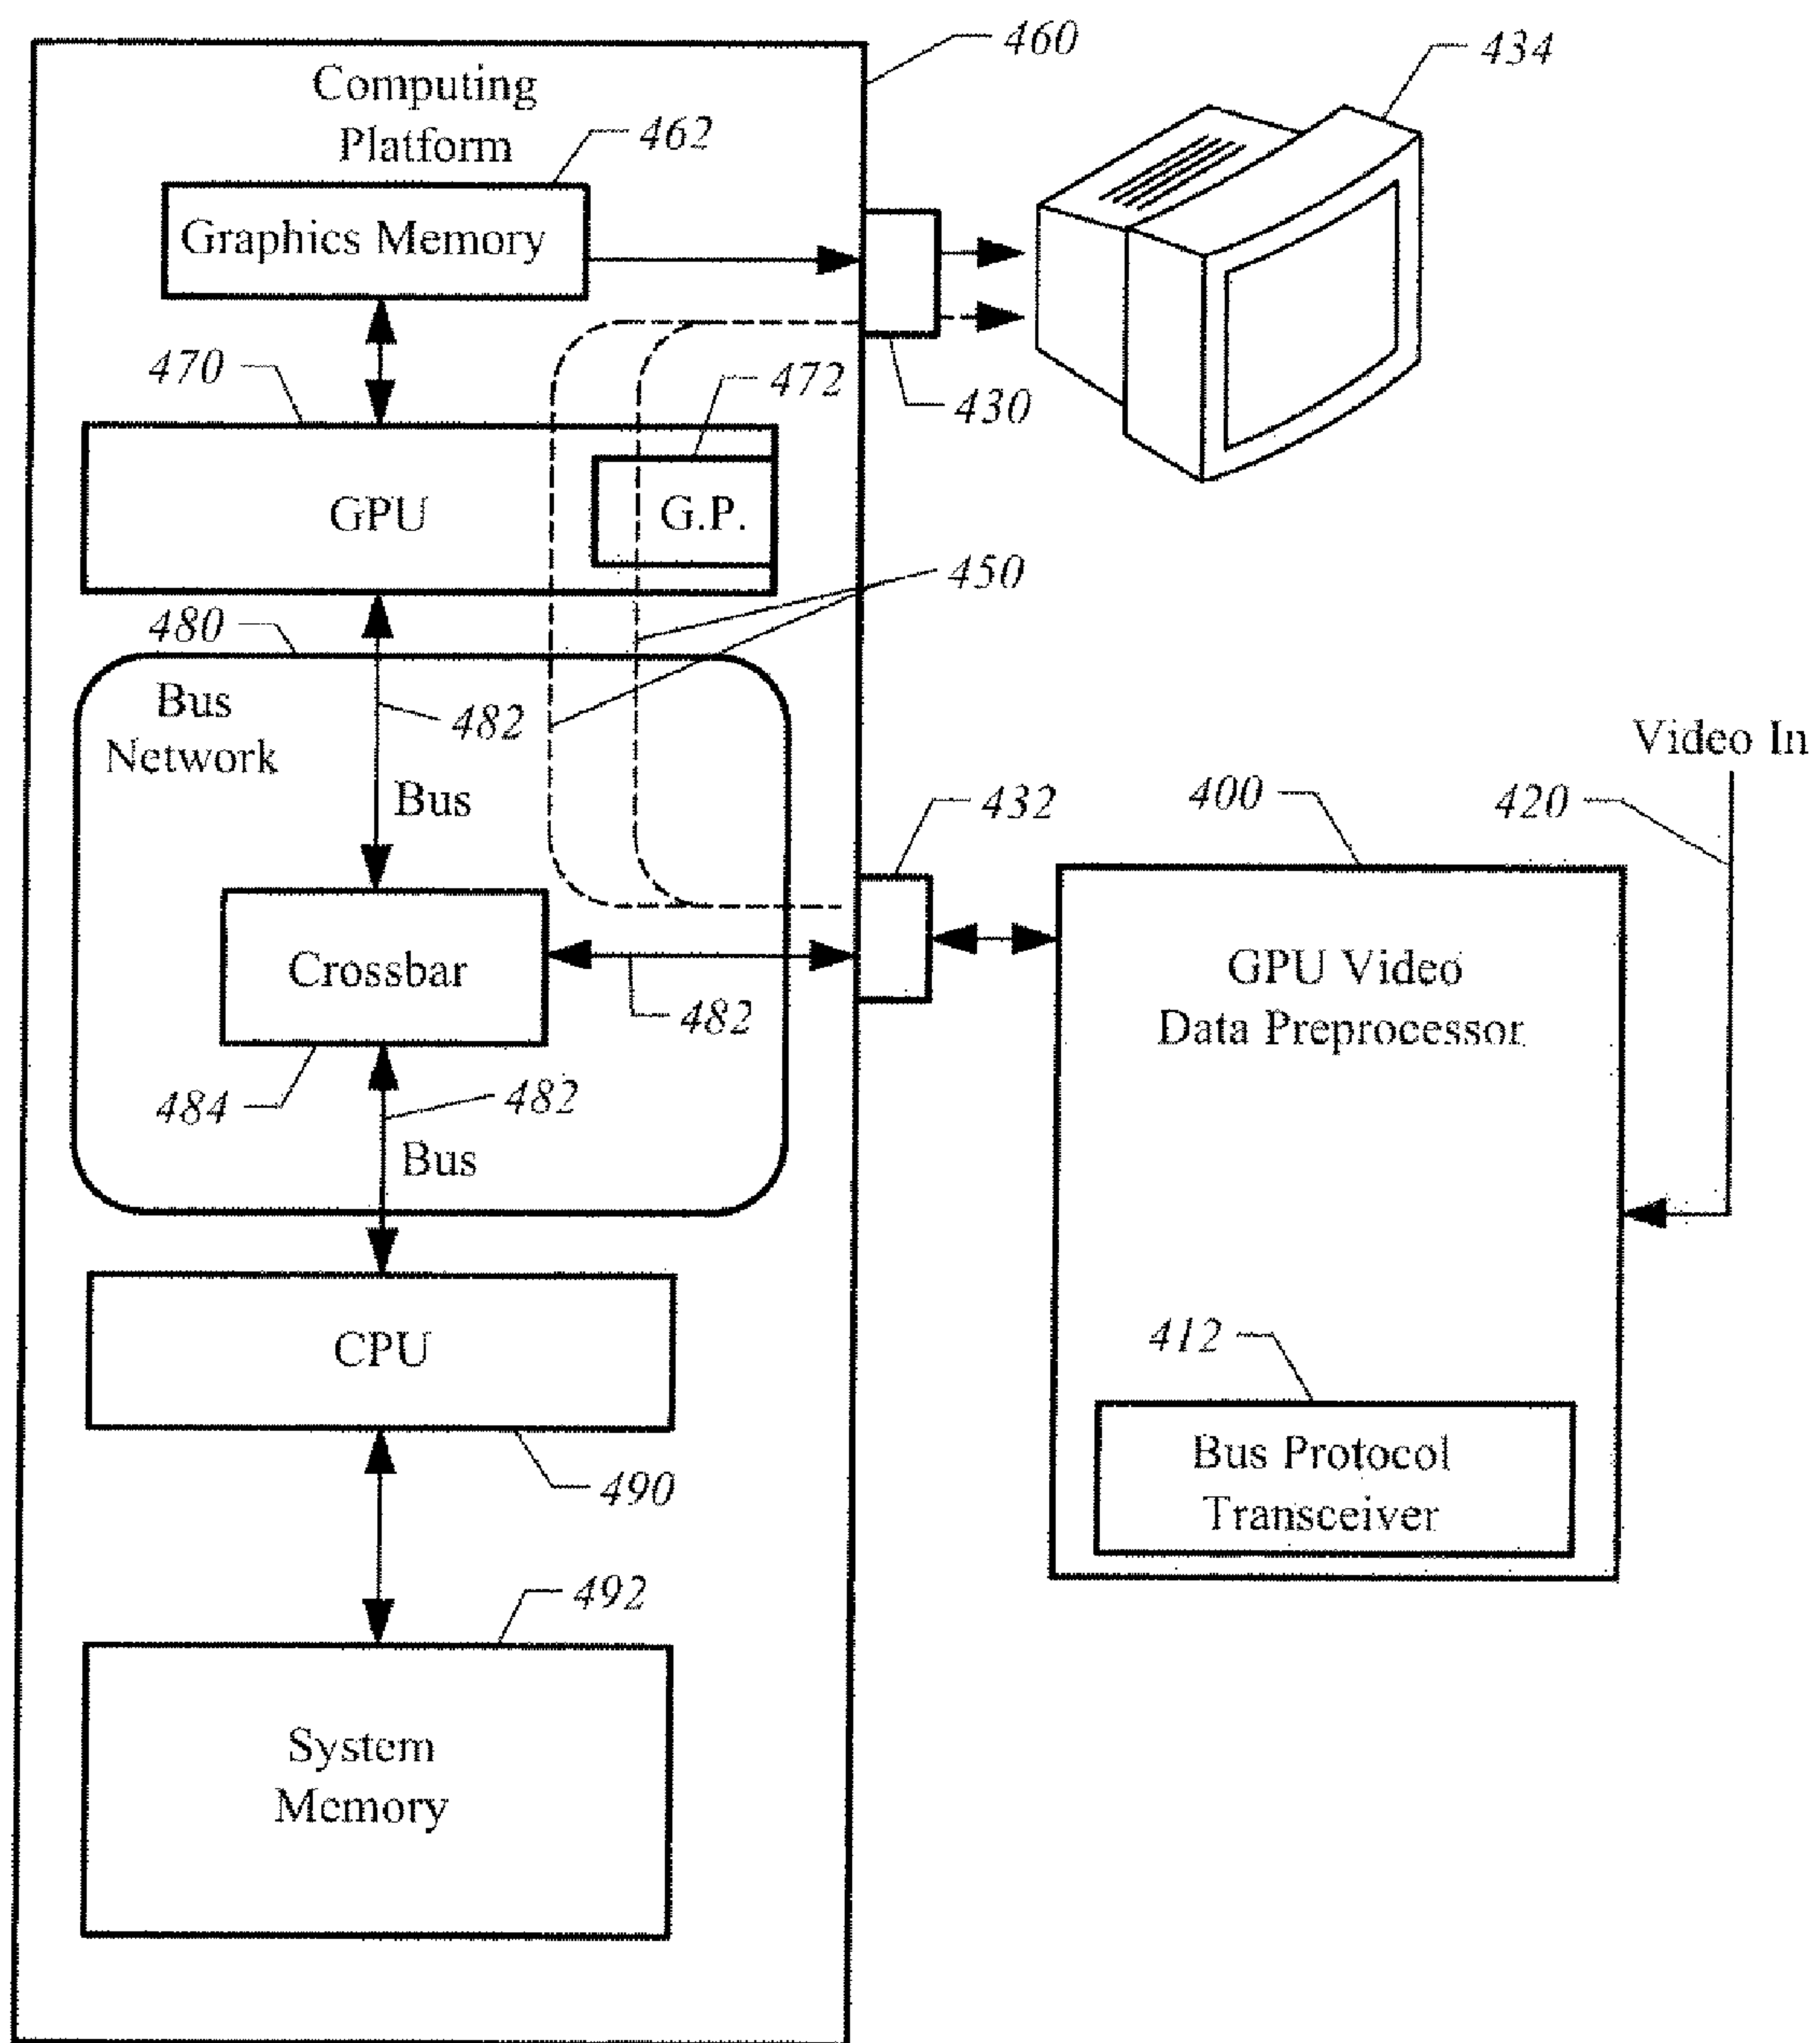 460
434
Computing
Platform
462
Graphics Memory
470
472
430
GPU
G.P.
450
480
Bus
Network
482
Bus
Video In
432
400
420
Crossbar
482
GPU Video
Data Preprocessor
484
482
Bus
CPU
412
Bus Protocol
Transceiver
490
492
System
Memory